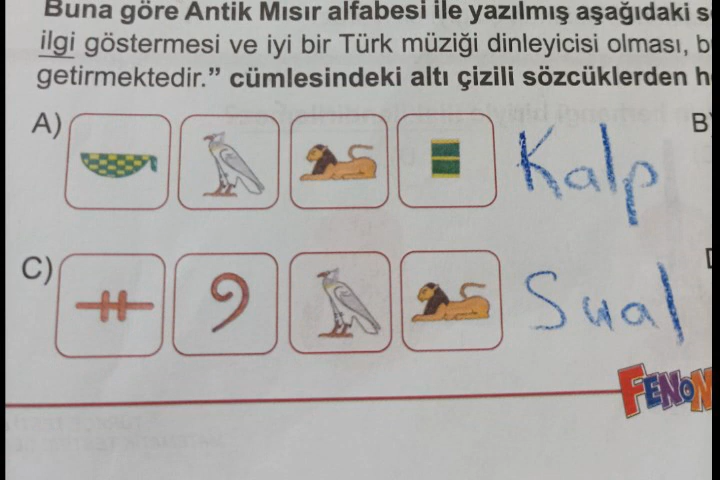 Buna göre Antik Mısır alfabesi ile yazılmış aşağıdaki
ilgi göstermesi ve iyi bir Türk müziği dinleyicisi olması,
getirmektedir.” cümlesindeki altı çizili sözcüklerden
A) Kalp B)
C) Sual
FENOM